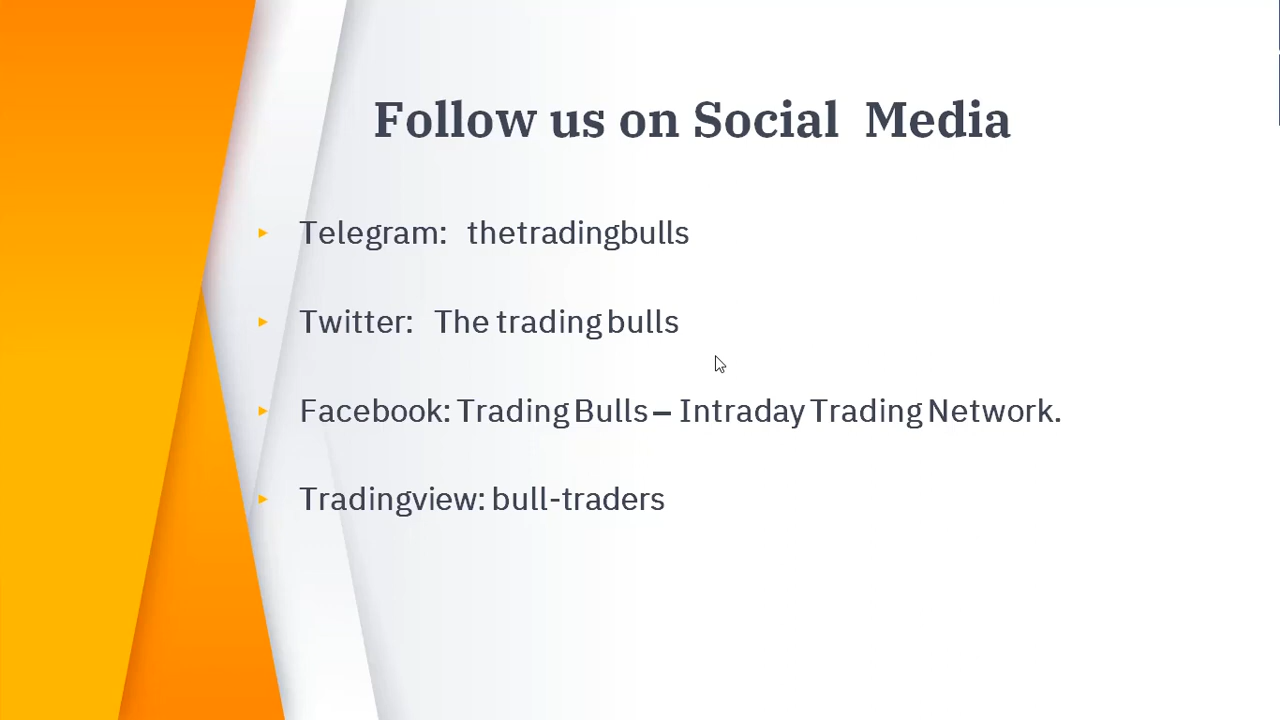 Follow us on Social Media
Telegram: thetradingbulls
Twitter: The trading bulls
Facebook: Trading Bulls – Intraday Trading Network.
Tradingview: bull-traders